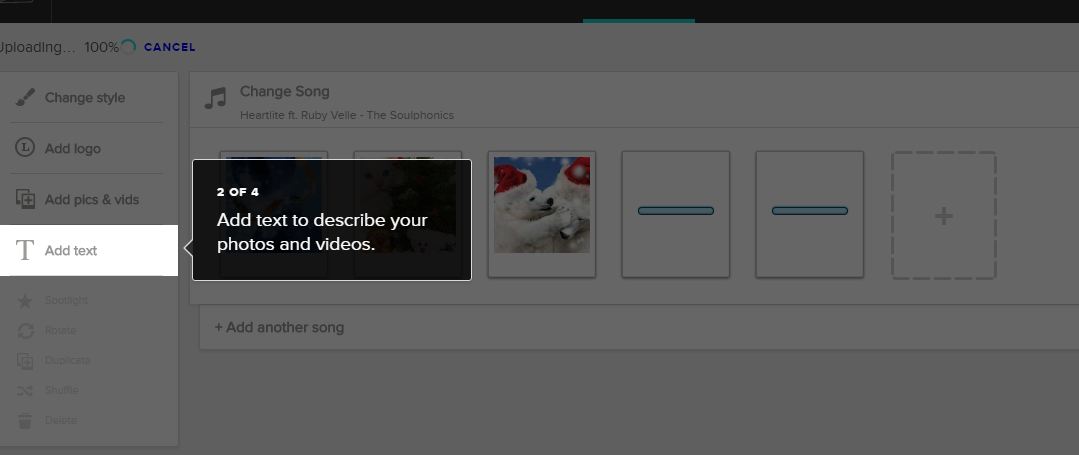 Uploading... 100% CANCEL
Change style
Add logo
Add pics & vids
Add text
Spotlight
Rotate
Duplicate
Shuffle
Delete
Change Song
Heartlite ft. Ruby Velle - The Soulphonics
2 OF 4
Add text to describe your
photos and videos.
+ Add another song